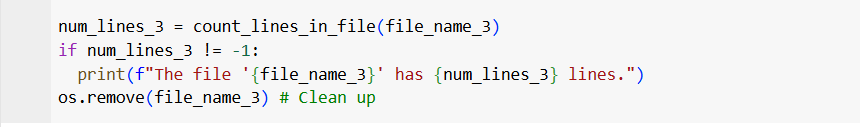 num_lines_3 = count_lines_in_file(file_name_3)
if num_lines_3 != -1:
  print(f"The file '{file_name_3}' has {num_lines_3} lines.")
os.remove(file_name_3) # Clean up